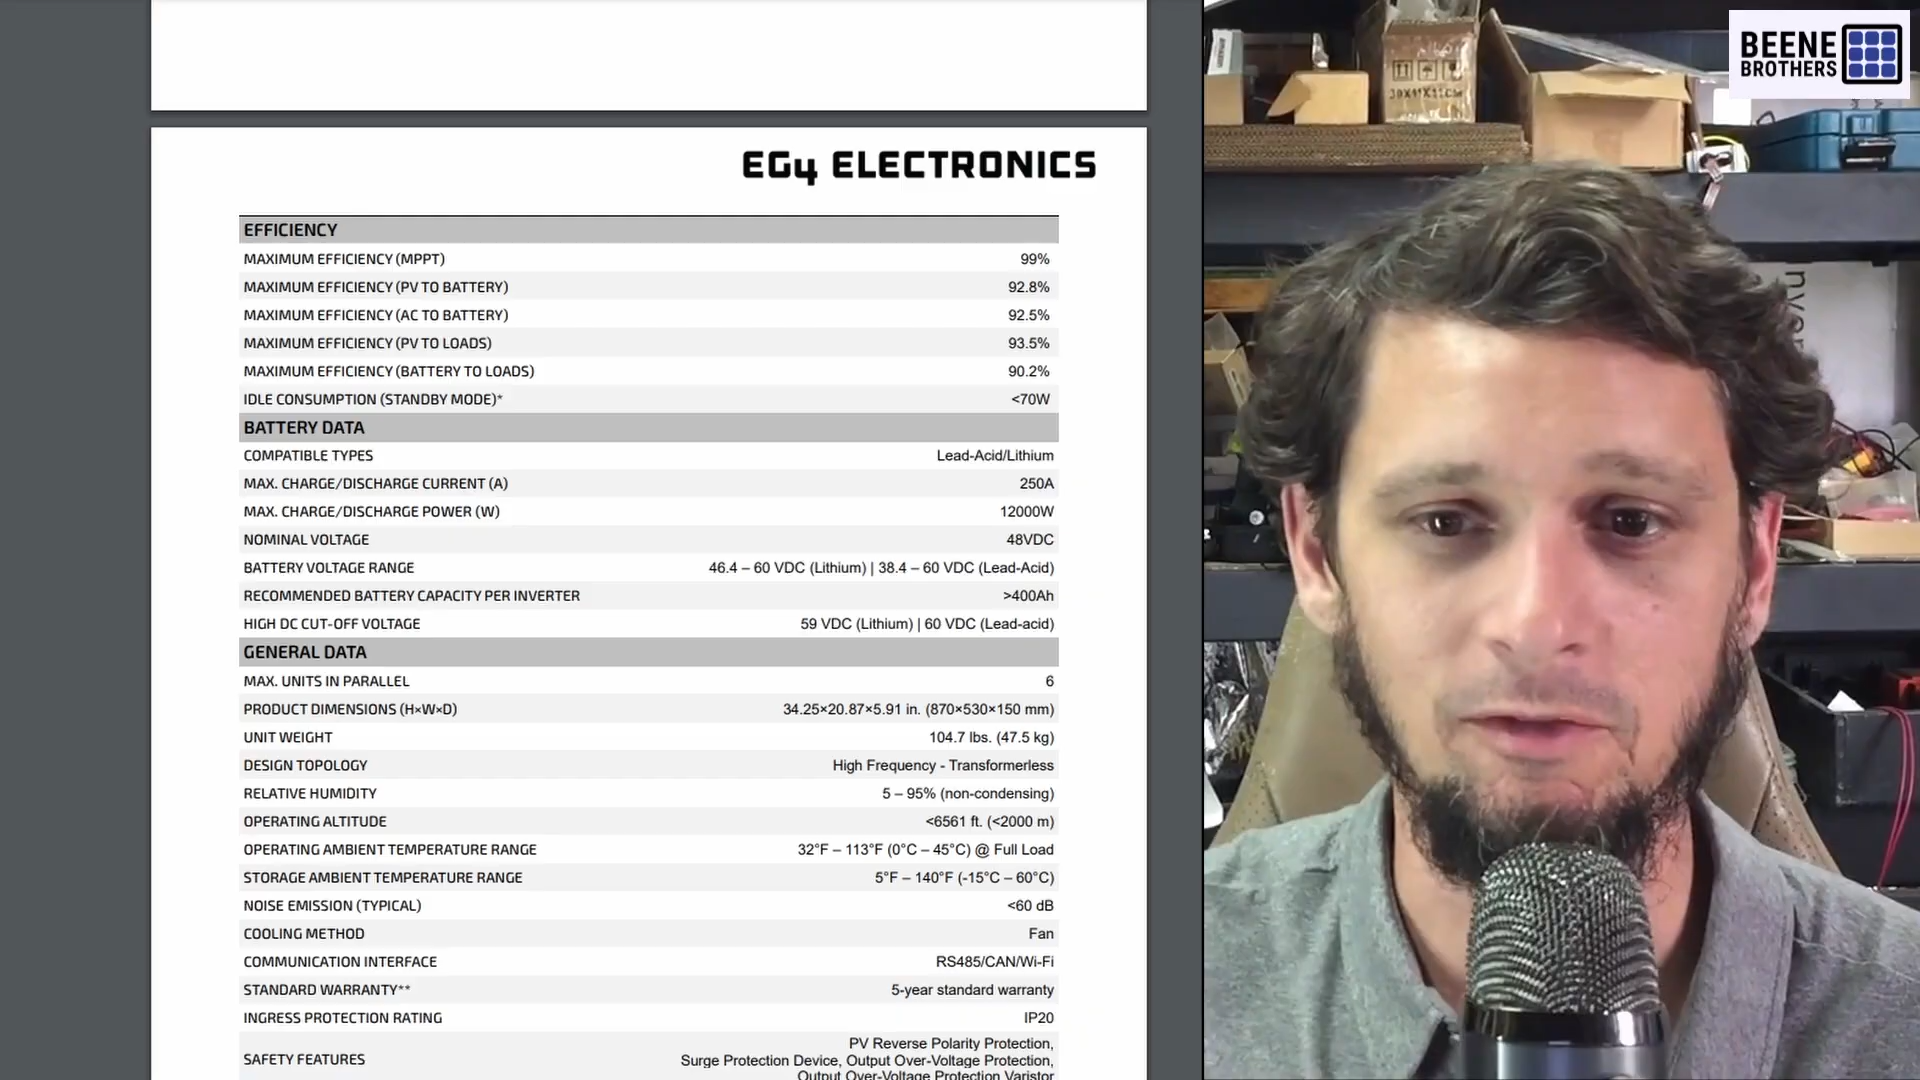 EG4 ELECTRONICS
EFFICIENCY
MAXIMUM EFFICIENCY (MPPT) 99%
MAXIMUM EFFICIENCY (PV TO BATTERY) 92.8%
MAXIMUM EFFICIENCY (AC TO BATTERY) 92.5%
MAXIMUM EFFICIENCY (PV TO LOADS) 93.5%
MAXIMUM EFFICIENCY (BATTERY TO LOADS) 90.2%
IDLE CONSUMPTION (STANDBY MODE)* <70W
BATTERY DATA
COMPATIBLE TYPES Lead-Acid/Lithium
MAX. CHARGE/DISCHARGE CURRENT (A) 250A
MAX. CHARGE/DISCHARGE POWER (W) 12000W
NOMINAL VOLTAGE 48VDC
BATTERY VOLTAGE RANGE 46.4 – 60 VDC (Lithium) | 38.4 – 60 VDC (Lead-Acid)
RECOMMENDED BATTERY CAPACITY PER INVERTER >400Ah
HIGH DC CUT-OFF VOLTAGE 59 VDC (Lithium) | 60 VDC (Lead-acid)
GENERAL DATA
MAX. UNITS IN PARALLEL 6
PRODUCT DIMENSIONS (H×W×D) 34.25×20.87×5.91 in. (870×530×150 mm)
UNIT WEIGHT 104.7 lbs. (47.5 kg)
DESIGN TOPOLOGY High Frequency - Transformerless
RELATIVE HUMIDITY 5 – 95% (non-condensing)
OPERATING ALTITUDE <6561 ft. (<2000 m)
OPERATING AMBIENT TEMPERATURE RANGE 32°F – 113°F (0°C – 45°C) @ Full Load
STORAGE AMBIENT TEMPERATURE RANGE 5°F – 140°F (-15°C – 60°C)
NOISE EMISSION (TYPICAL) <60 dB
COOLING METHOD Fan
COMMUNICATION INTERFACE RS485/CAN/Wi-Fi
STANDARD WARRANTY** 5-year standard warranty
INGRESS PROTECTION RATING IP20
PV Reverse Polarity Protection,
SAFETY FEATURES Surge Protection Device, Output Over-Voltage Protection,
Output Over-Voltage Protection Varistor
BEENE
BROTHERS